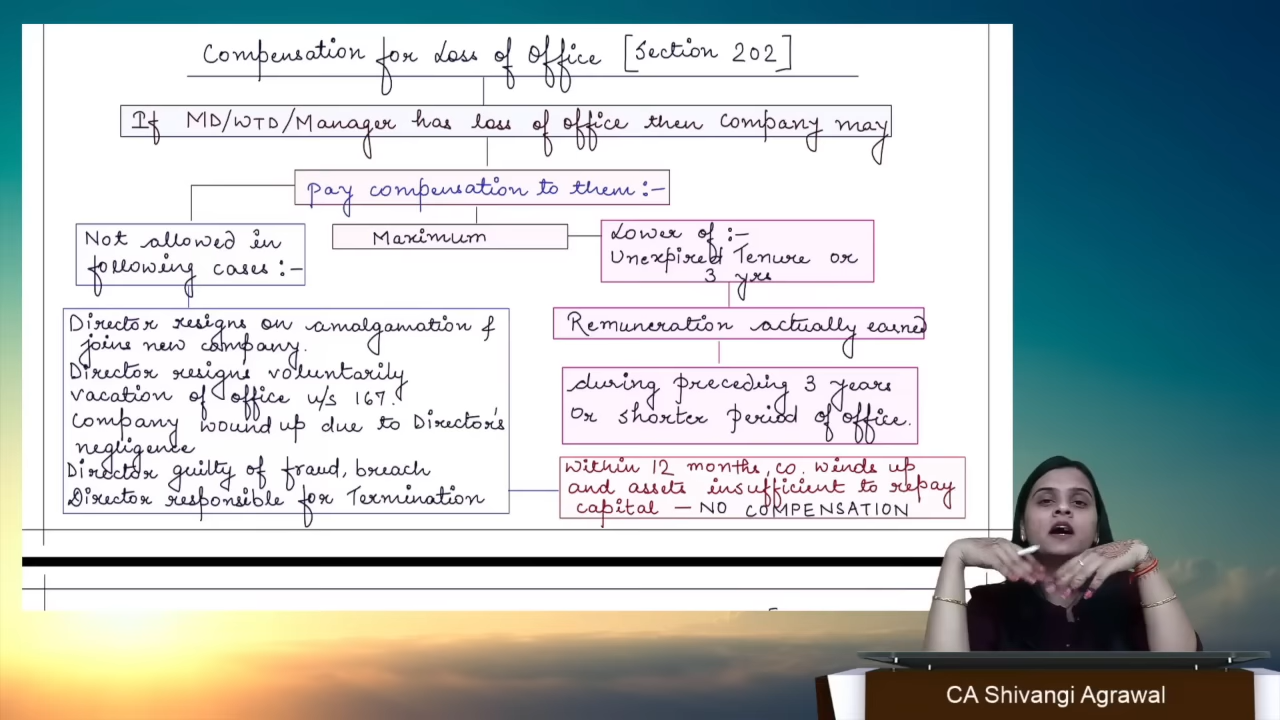 Compensation for Loss of Office [Section 202]
If MD/WTD/Manager has loss of office then company may
pay compensation to them :-
Not allowed in
following cases :-
Maximum
Lower of :-
Unexpired Tenure or
3 yrs
Director resigns on amalgamation &
joins new company.
Director resigns voluntarily
vacation of office u/s 167.
Company wound up due to Director's
negligence
Director guilty of fraud, breach
Director responsible for Termination
Remuneration actually earned
during preceding 3 years
or shorter period of office.
Within 12 months, co. winds up
and assets insufficient to repay
capital — NO COMPENSATION
CA Shivangi Agrawal